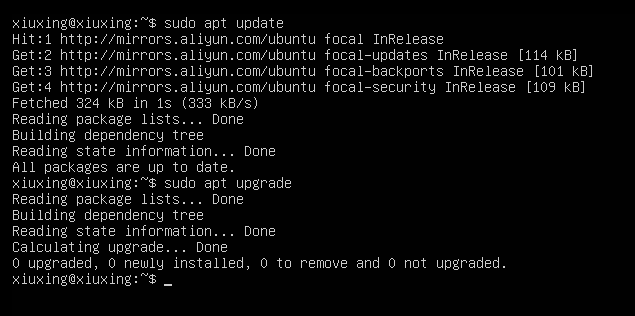 xiuxing@xiuxing:~$ sudo apt update
Hit:1 http://mirrors.aliyun.com/ubuntu focal InRelease
Get:2 http://mirrors.aliyun.com/ubuntu focal-updates InRelease [114 kB]
Get:3 http://mirrors.aliyun.com/ubuntu focal-backports InRelease [101 kB]
Get:4 http://mirrors.aliyun.com/ubuntu focal-security InRelease [109 kB]
Fetched 324 kB in 1s (333 kB/s)
Reading package lists... Done
Building dependency tree
Reading state information... Done
All packages are up to date.
xiuxing@xiuxing:~$ sudo apt upgrade
Reading package lists... Done
Building dependency tree
Reading state information... Done
Calculating upgrade... Done
0 upgraded, 0 newly installed, 0 to remove and 0 not upgraded.
xiuxing@xiuxing:~$ _